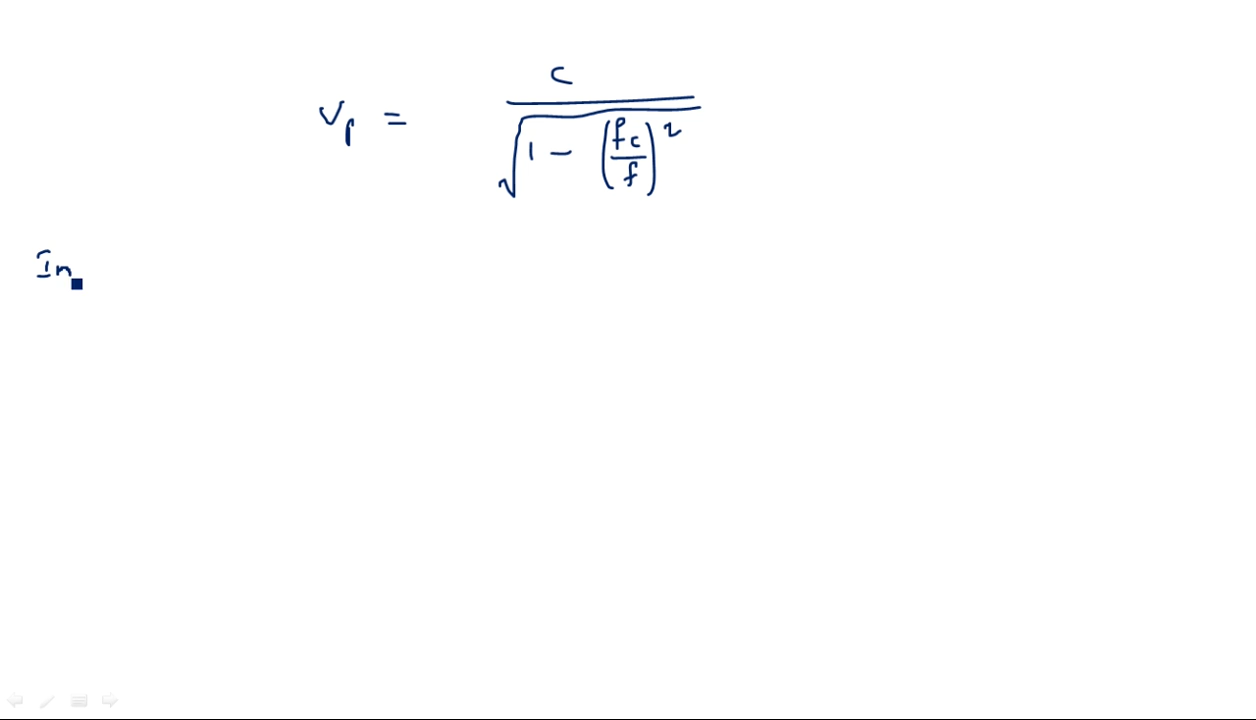 Vp = c / √(1 - (fc/f)²)
In